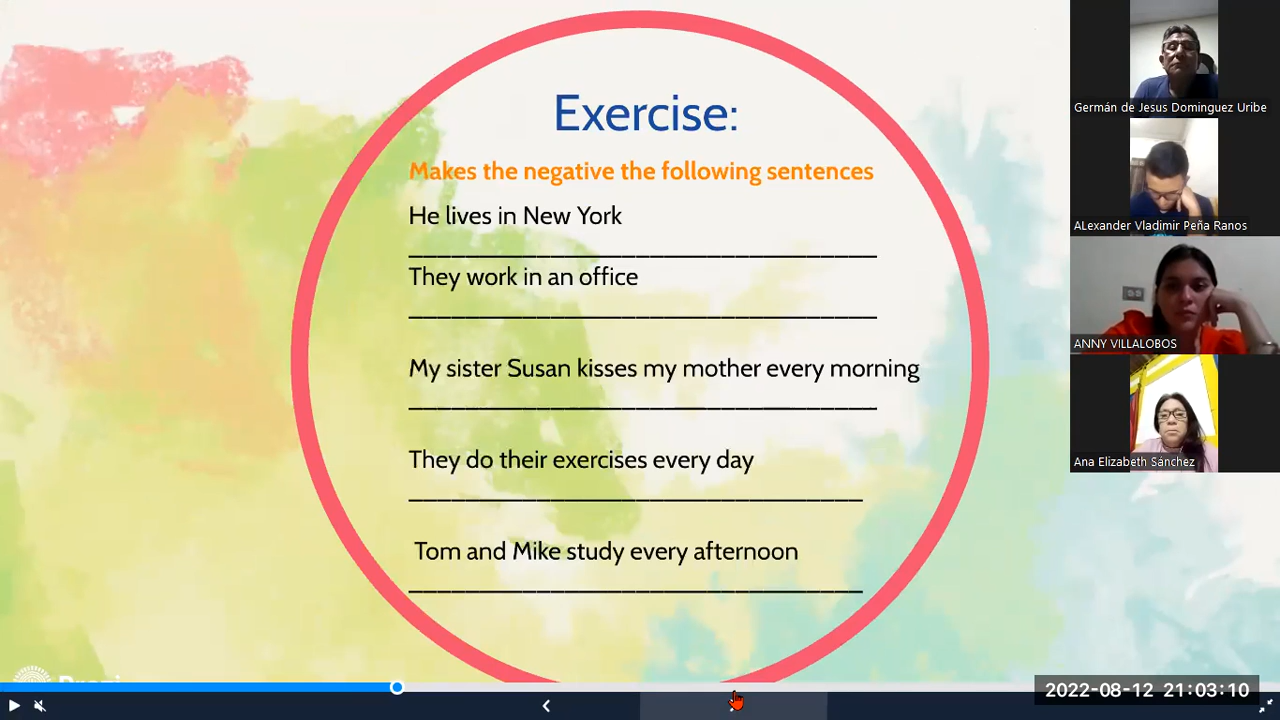 Exercise:
Makes the negative the following sentences
He lives in New York
They work in an office
My sister Susan kisses my mother every morning
They do their exercises every day
Tom and Mike study every afternoon
Germán de Jesus Dominguez Uribe
ALexander Vladimir Peña Ranos
ANNY VILLALOBOS
Ana Elizabeth Sánchez
2022-08-12 21:03:10